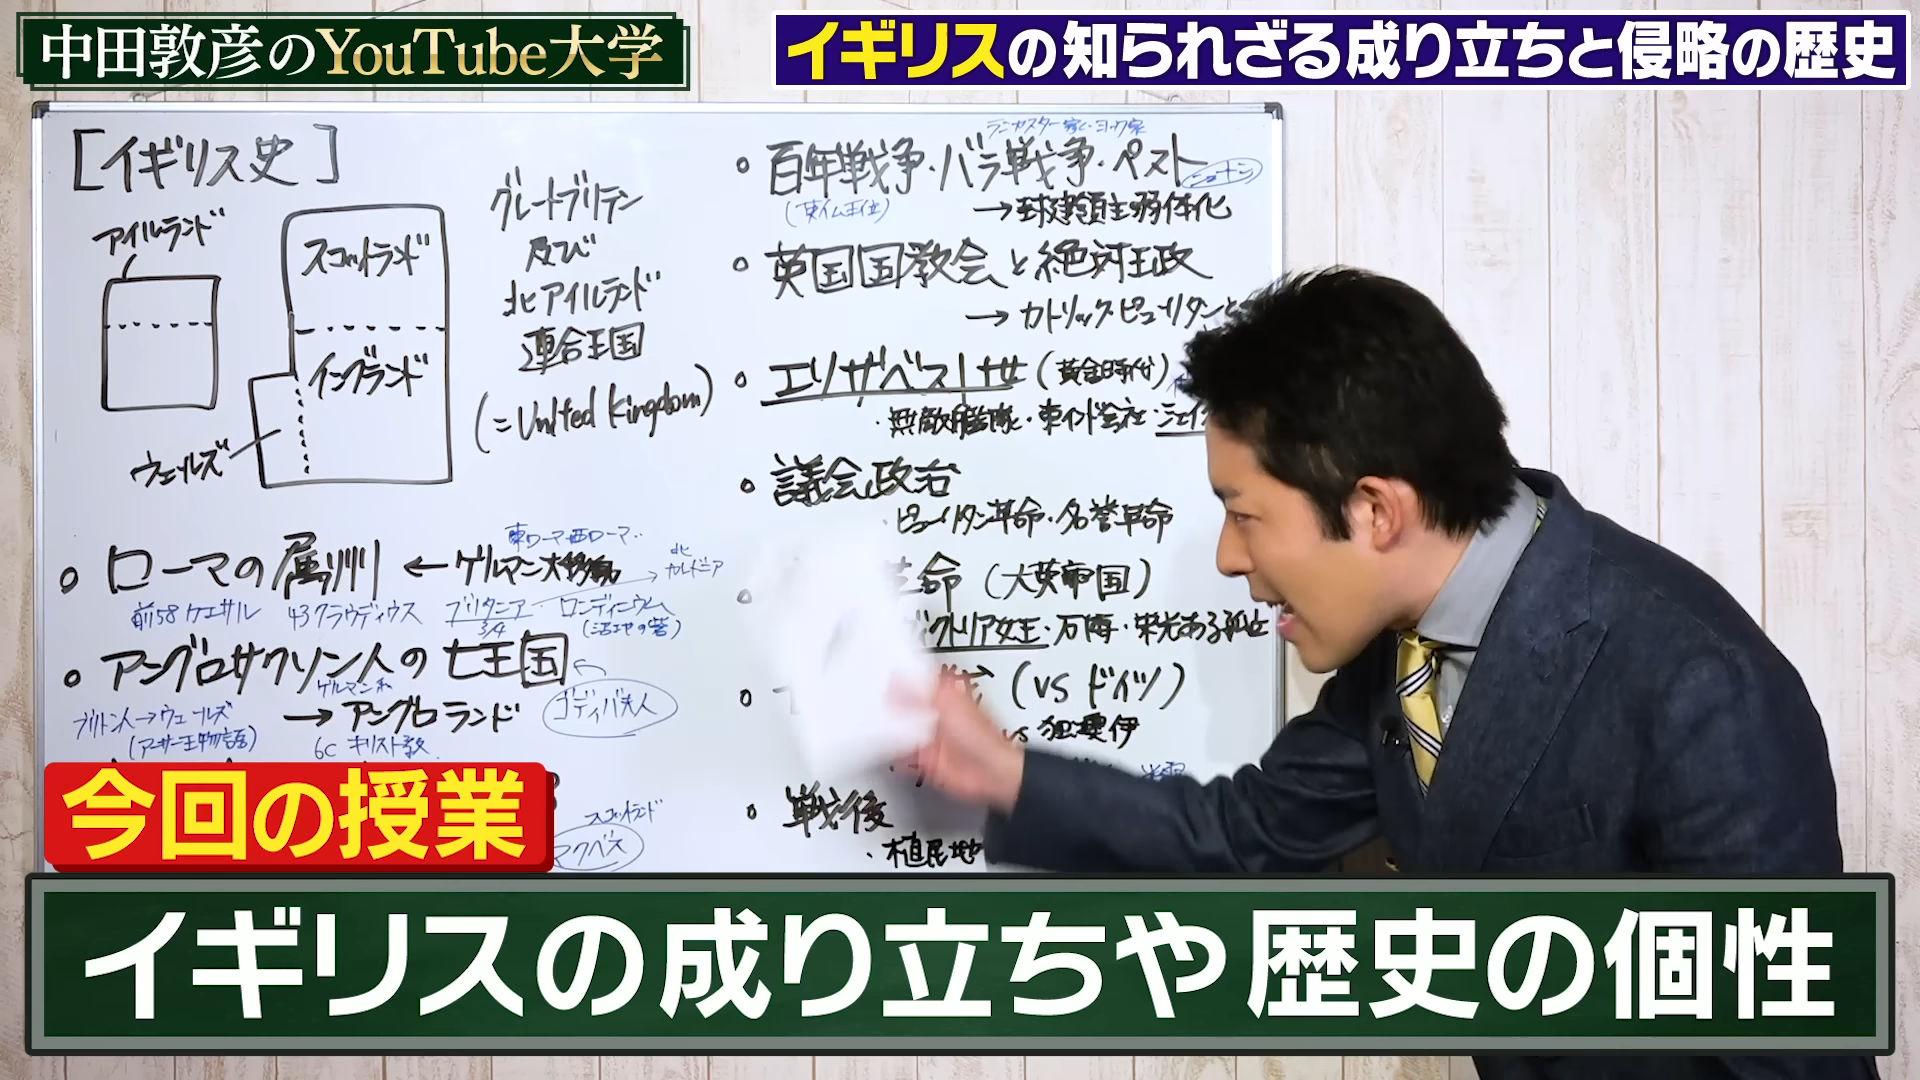 中田敦彦のYouTube大学
イギリスの知られざる成り立ちと侵略の歴史
[イギリス史]
アイルランド
スコットランド
イングランド
ウェールズ
グレートブリテン
及び
北アイルランド
連合王国
(=United Kingdom)
東ローマ西ローマ‥
ローマの属州←ゲルマン大移動
北
カレドニア
前58カエサル 43クラウディウス ブリタニア・ロンディニウム
3/4 (沼地の砦)
アングロサクソン人の七王国
ゲルマン系
ブリトン人→ウェールズ
(アーサー王物語)
→アングロランド
ゴディバ夫人
6C キリスト教
スコットランド
マクベス
ランカスター家・ヨーク家
百年戦争・バラ戦争・ペスト
ニュートン
→封建領主弱体化
英国国教会と絶対王政
→カトリック・ピューリタンと
エリザベス1世(黄金時代)
・無敵艦隊・東インド会社・シェイ
議会政治
・ピューリタン革命・名誉革命
革命(大英帝国)
ヴィクトリア女王・石海・栄光ある孤立
(vsドイツ)
vs独墺伊
戦後
・植民地
今回の授業
イギリスの成り立ちや歴史の個性